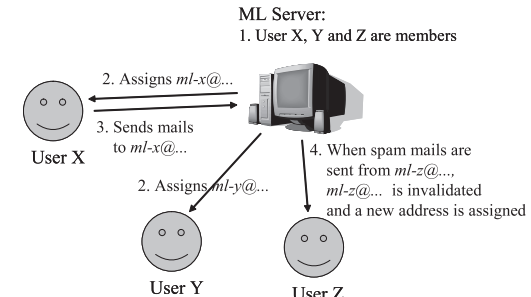 ML Server:
1. User X, Y and Z are members
2. Assigns ml-x@...
3. Sends mails
to ml-x@...
User X
4. When spam mails are
sent from ml-z@...,
ml-z@... is invalidated
and a new address is assigned
2. Assigns ml-y@...
User Y
User Z